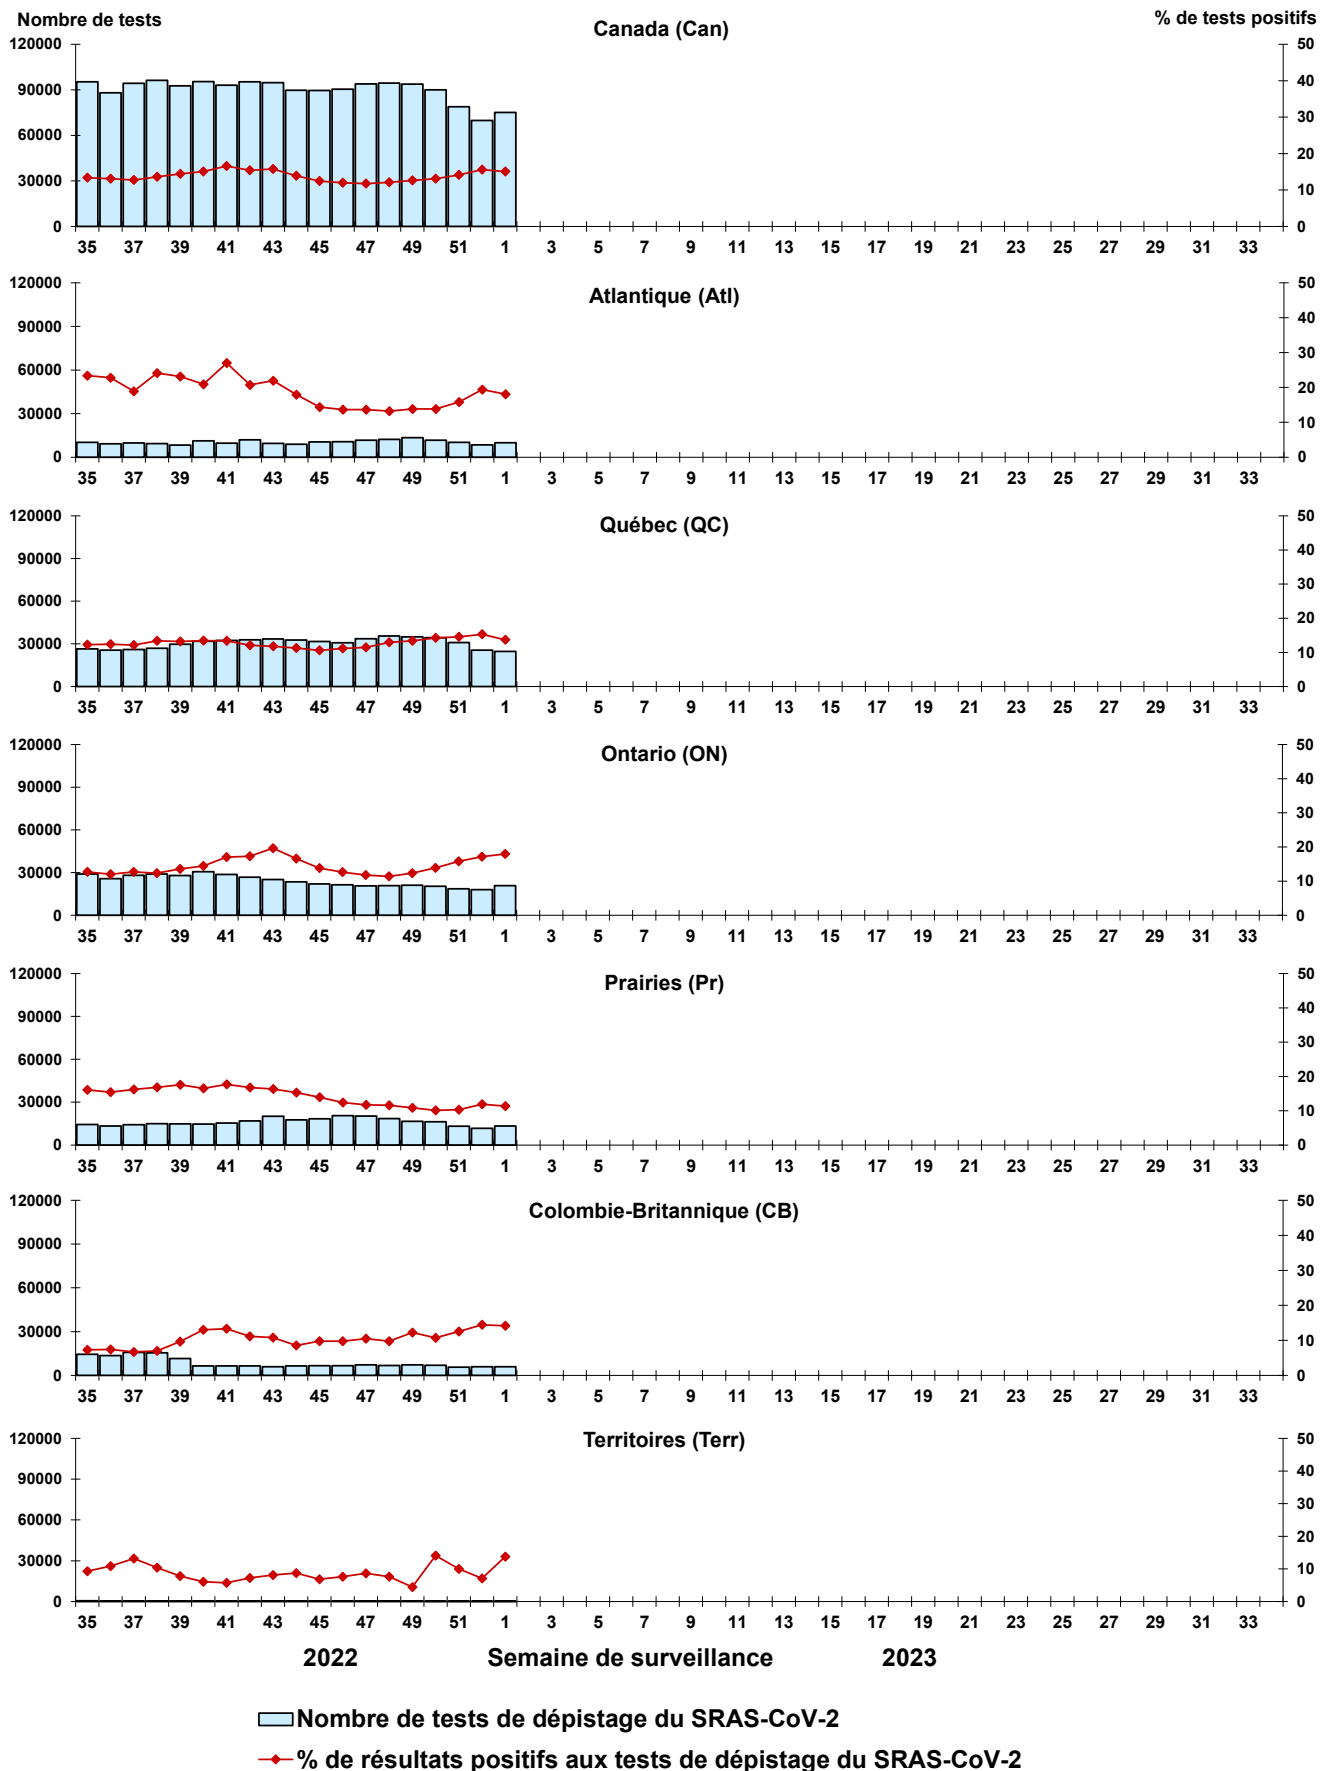 Nombre de tests
% de tests positifs
Canada (Can)
120000 50
90000 40
60000 30
30000 20
0 10
0
35 37 39 41 43 45 47 49 51 1 3 5 7 9 11 13 15 17 19 21 23 25 27 29 31 33
Atlantique (Atl)
120000 50
90000 40
60000 30
30000 20
0 10
0
35 37 39 41 43 45 47 49 51 1 3 5 7 9 11 13 15 17 19 21 23 25 27 29 31 33
Québec (QC)
120000 50
90000 40
60000 30
30000 20
0 10
0
35 37 39 41 43 45 47 49 51 1 3 5 7 9 11 13 15 17 19 21 23 25 27 29 31 33
Ontario (ON)
120000 50
90000 40
60000 30
30000 20
0 10
0
35 37 39 41 43 45 47 49 51 1 3 5 7 9 11 13 15 17 19 21 23 25 27 29 31 33
Prairies (Pr)
120000 50
90000 40
60000 30
30000 20
0 10
0
35 37 39 41 43 45 47 49 51 1 3 5 7 9 11 13 15 17 19 21 23 25 27 29 31 33
Colombie-Britannique (CB)
120000 50
90000 40
60000 30
30000 20
0 10
0
35 37 39 41 43 45 47 49 51 1 3 5 7 9 11 13 15 17 19 21 23 25 27 29 31 33
Territoires (Terr)
120000 50
90000 40
60000 30
30000 20
0 10
0
35 37 39 41 43 45 47 49 51 1 3 5 7 9 11 13 15 17 19 21 23 25 27 29 31 33
2022 Semaine de surveillance 2023
Nombre de tests de dépistage du SRAS-CoV-2
% de résultats positifs aux tests de dépistage du SRAS-CoV-2